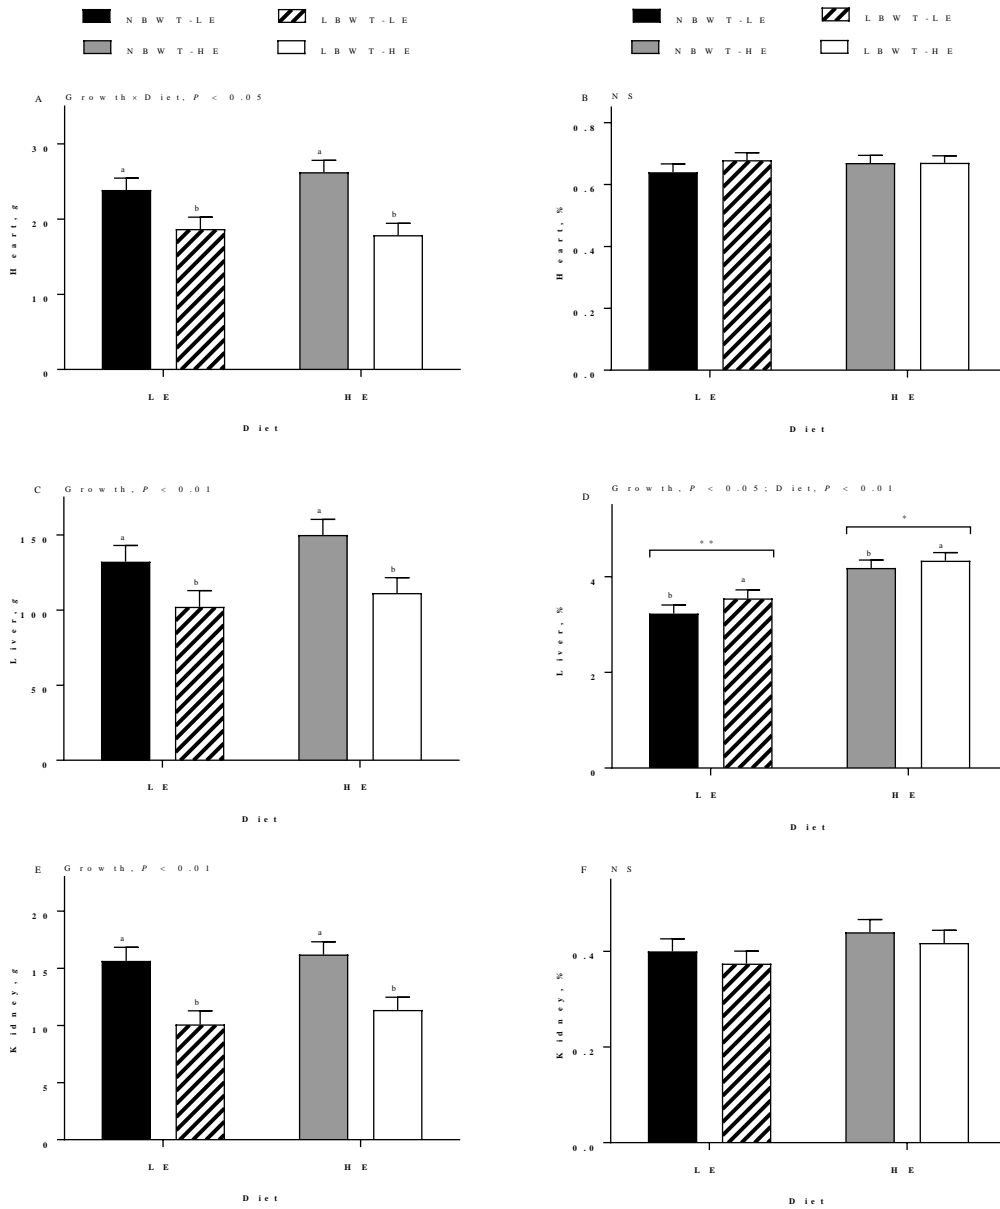 NBWT-LE LBWT-LE
NBWT-HE LBWT-HE
NBWT-LE LBWT-LE
NBWT-HE LBWT-HE
A Growth×Diet, P < 0.05
30
20
10
0
Heart, g
a
b
a
b
LE HE
Diet
B NS
0.8
0.6
0.4
0.2
0.0
Heart, %
LE HE
Diet
C Growth, P < 0.01
150
100
50
0
Liver, g
a
b
a
b
LE HE
Diet
D Growth, P < 0.05; Diet, P < 0.01
4
2
0
Liver, %
**
*
b
a
b
a
LE HE
Diet
E Growth, P < 0.01
20
15
10
5
0
Kidney, g
a
b
a
b
LE HE
Diet
F NS
0.4
0.2
0.0
Kidney, %
LE HE
Diet